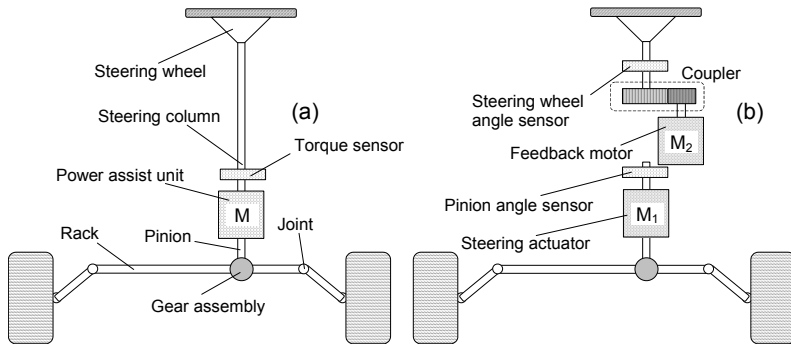 Steering wheel
Steering column
(a)
Torque sensor
Power assist unit
M
Pinion
Joint
Rack
Gear assembly
Coupler
Steering wheel
angle sensor
(b)
Feedback motor
M2
Pinion angle sensor
M1
Steering actuator